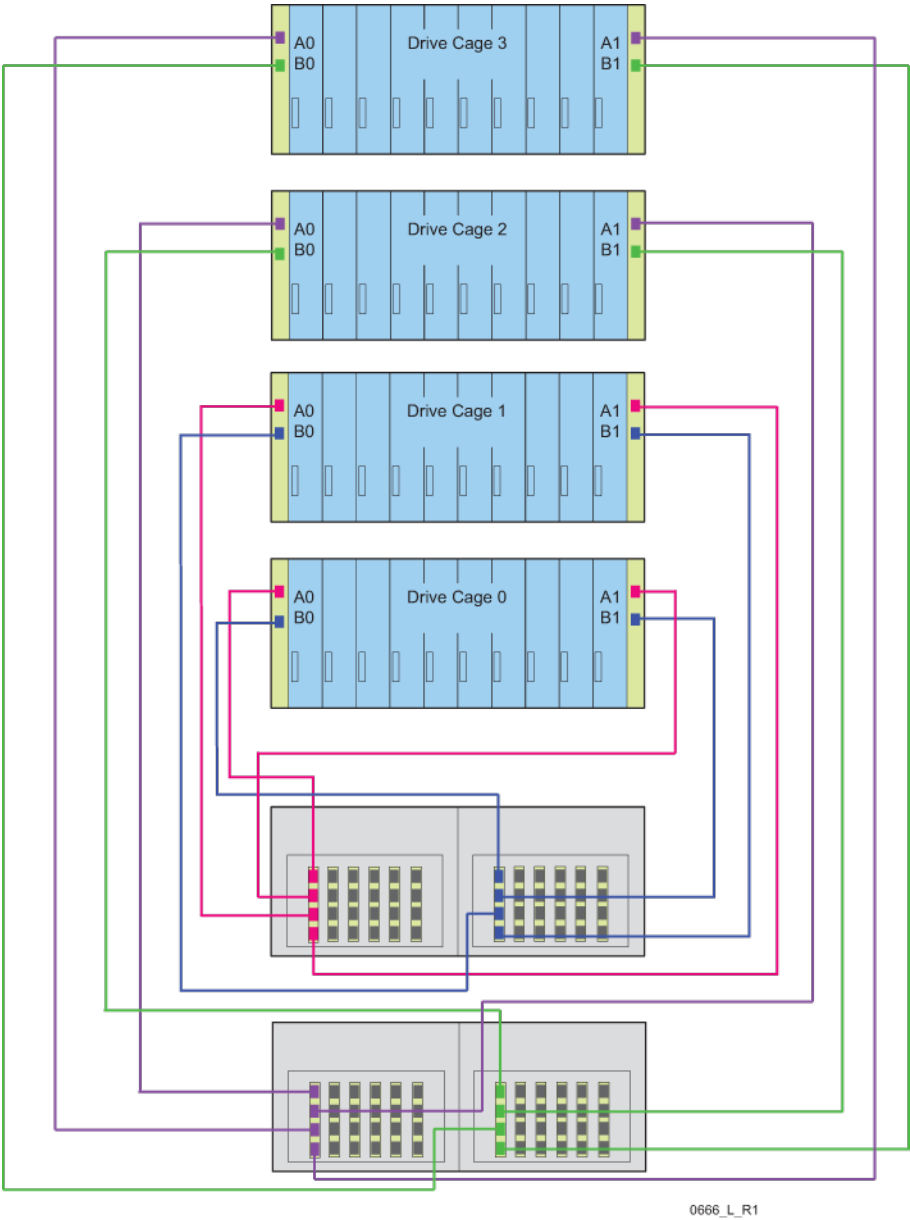 A0 Drive Cage 3 A1
B0 B1
A0 Drive Cage 2 A1
B0 B1
A0 Drive Cage 1 A1
B0 B1
A0 Drive Cage 0 A1
B0 B1
0666_L_R1